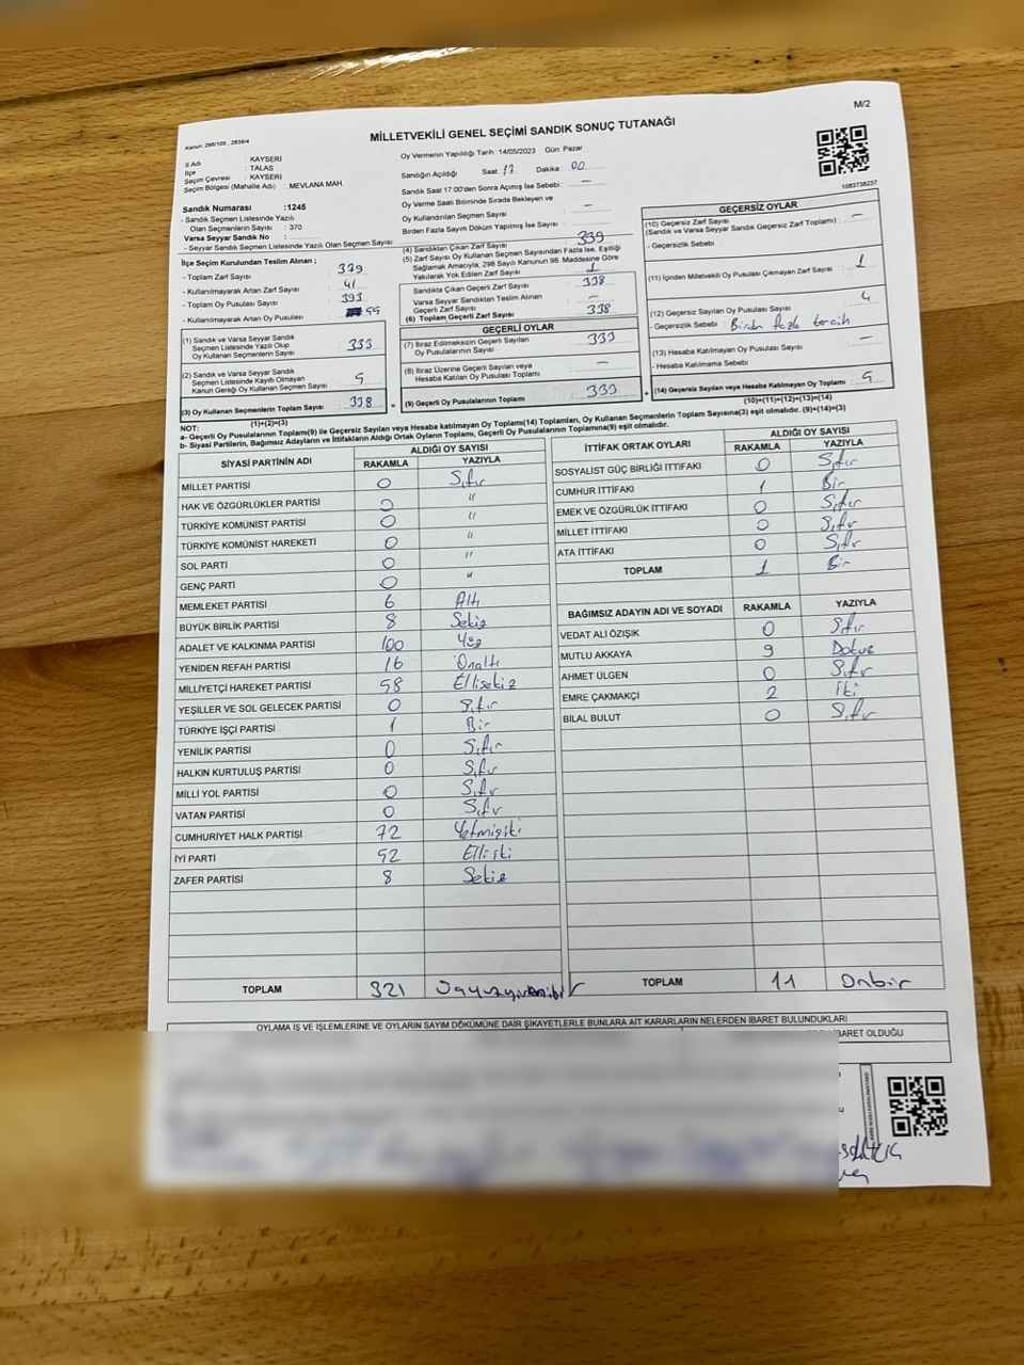 M/2
MİLLETVEKİLİ GENEL SEÇİMİ SANDIK SONUÇ TUTANAĞI
İl Adı : KAYSERİ
İlçe : TALAS
Seçim Çevresi : KAYSERİ
Seçim Bölgesi (Mahalle Adı) : MEVLANA MAH.
Sandık Numarası :1245
- Sandık Seçmen Listesinde Yazılı
Olan Seçmenlerin Sayısı : 370
Varsa Seyyar Sandık No :
- Seyyar Sandık Seçmen Listesinde Yazılı Olan Seçmen Sayısı
Oy Vermenin Yapıldığı Tarih :14/05/2023 Gün: Pazar
Sandığın Açıldığı Saat: 17 Dakika: 00
Sandık Saat 17:00'den Sonra Açılmış İse Sebebi: —
Oy Verme Saati Bitiminde Sırada Bekleyen ve
Oy Kullandırılan Seçmen Sayısı —
Birden Fazla Sayım Döküm Yapılmış İse Sayısı: —
1083738237
İlçe Seçim Kurulundan Teslim Alınan ;
- Toplam Zarf Sayısı
- Kullanılmayarak Artan Zarf Sayısı 41
- Toplam Oy Pusulası Sayısı 393
- Kullanılmayarak Artan Oy Pusulası 55
(1) Sandık ve Varsa Seyyar Sandık
Seçmen Listesinde Yazılı Olup
Oy Kullanan Seçmenlerin Sayısı 333
(2) Sandık ve Varsa Seyyar Sandık
Seçmen Listesinde Kayıtlı Olmayan
Kanun Gereği Oy Kullanan Seçmen Sayısı 5
(3) Oy Kullanan Seçmenlerin Toplam Sayısı 338
(1)+(2)=(3)
(4) Sandıktan Çıkan Zarf Sayısı 339
(5) Zarf Sayısı Oy Kullanan Seçmen Sayısından Fazla İse, Eşitliği
Sağlamak Amacıyla, 298 Sayılı Kanunun 98. Maddesine Göre
Yakılarak Yok Edilen Zarf Sayısı 1
Sandıkta Çıkan Geçerli Zarf Sayısı 338
Varsa Seyyar Sandıktan Teslim Alınan
Geçerli Zarf Sayısı —
(6) Toplam Geçerli Zarf Sayısı 338
GEÇERLİ OYLAR
(7) İtiraz Edilmeksizin Geçerli Sayılan
Oy Pusulalarının Sayısı 333
(8) İtiraz Üzerine Geçerli Sayılan veya
Hesaba Katılan Oy Pusulası Toplamı —
(9) Geçerli Oy Pusulalarının Toplamı 333
GEÇERSİZ OYLAR
(10) Geçersiz Zarf Sayısı —
(Sandık ve Varsa Seyyar Sandık Geçersiz Zarf Toplamı) :
- Geçersizlik Sebebi
(11) İçinden Milletvekili Oy Pusulası Çıkmayan Zarf Sayısı 1
(12) Geçersiz Sayılan Oy Pusulası Sayısı 4
- Geçersizlik Sebebi : Birden fazla tercih
(13) Hesaba Katılmayan Oy Pusulası Sayısı —
- Hesaba Katılmama Sebebi
(14) Geçersiz Sayılan veya Hesaba Katılmayan Oy Toplamı 5
(10)+(11)+(12)+(13)=(14)
NOT:
a- Geçerli Oy Pusulalarının Toplamı(9) ile Geçersiz Sayılan veya Hesaba katılmayan Oy Toplamı(14) Toplamları, Oy Kullanan Seçmenlerin Toplam Sayısına(3) eşit olmalıdır. (9)+(14)=(3)
b- Siyasi Partilerin, Bağımsız Adayların ve İttifakların Aldığı Ortak Oyların Toplamı, Geçerli Oy Pusulalarının Toplamına(9) eşit olmalıdır.
SİYASİ PARTİNİN ADI ALDIĞI OY SAYISI
RAKAMLA YAZIYLA
MİLLET PARTİSİ 0 Sıfır
HAK VE ÖZGÜRLÜKLER PARTİSİ 0 "
TÜRKİYE KOMÜNİST PARTİSİ 0 "
TÜRKİYE KOMÜNİST HAREKETİ 0 "
SOL PARTİ 0 "
GENÇ PARTİ 0 "
MEMLEKET PARTİSİ 6 Altı
BÜYÜK BİRLİK PARTİSİ 8 Sekiz
ADALET VE KALKINMA PARTİSİ 100 Yüz
YENİDEN REFAH PARTİSİ 16 Onaltı
MİLLİYETÇİ HAREKET PARTİSİ 58 Ellisekiz
YEŞİLLER VE SOL GELECEK PARTİSİ 0 Sıfır
TÜRKİYE İŞÇİ PARTİSİ 1 Bir
YENİLİK PARTİSİ 0 Sıfır
HALKIN KURTULUŞ PARTİSİ 0 Sıfır
MİLLİ YOL PARTİSİ 0 Sıfır
VATAN PARTİSİ 0 Sıfır
CUMHURİYET HALK PARTİSİ 72 Yetmişiki
İYİ PARTİ 52 Elliiki
ZAFER PARTİSİ 8 Sekiz
TOPLAM 321 Üçyüzyirmibir
İTTİFAK ORTAK OYLARI ALDIĞI OY SAYISI
RAKAMLA YAZIYLA
SOSYALİST GÜÇ BİRLİĞİ İTTİFAKI 0 Sıfır
CUMHUR İTTİFAKI 1 Bir
EMEK VE ÖZGÜRLÜK İTTİFAKI 0 Sıfır
MİLLET İTTİFAKI 0 Sıfır
ATA İTTİFAKI 0 Sıfır
TOPLAM 1 Bir
BAĞIMSIZ ADAYIN ADI VE SOYADI RAKAMLA YAZIYLA
VEDAT ALİ ÖZIŞIK 0 Sıfır
MUTLU AKKAYA 9 Dokuz
AHMET ÜLGEN 0 Sıfır
EMRE ÇAKMAKÇİ 2 İki
BİLAL BULUT 0 Sıfır
TOPLAM 11 Onbir
OYLAMA İŞ VE İŞLEMLERİNE VE OYLARIN SAYIM DÖKÜMÜNE DAİR ŞİKAYETLERLE BUNLARA AİT KARARLARIN NELERDEN İBARET BULUNDUKLARI
İBARET OLDUĞU